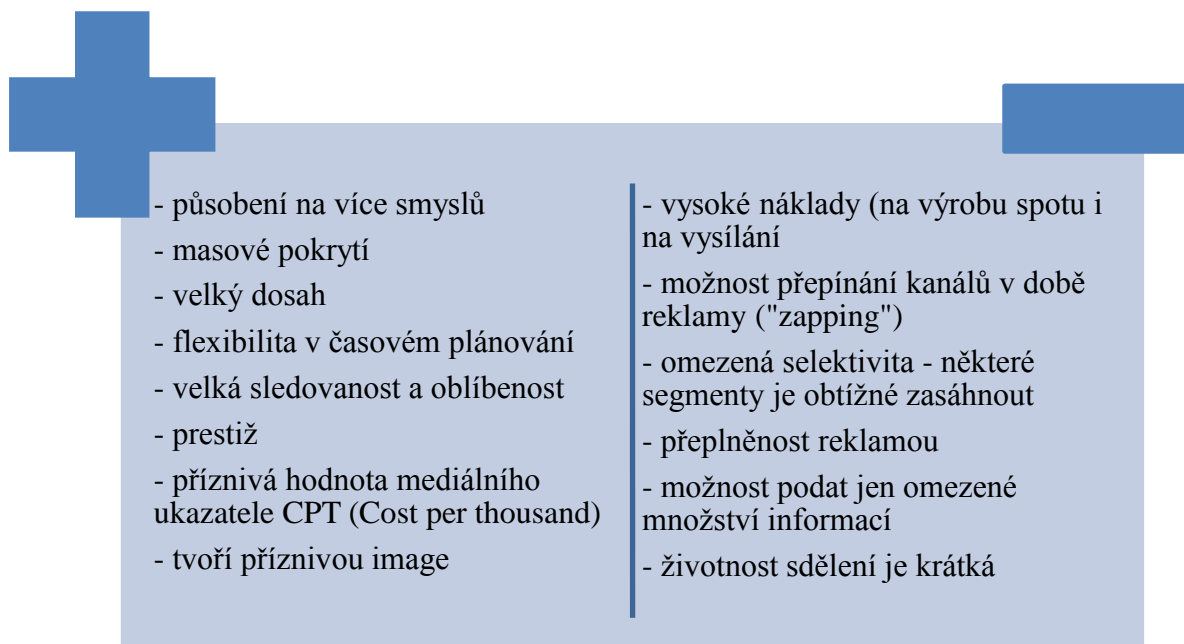 - působení na více smyslů
- masové pokrytí
- velký dosah
- flexibilita v časovém plánování
- velká sledovanost a oblíbenost
- prestiž
- příznivá hodnota mediálního
ukazatele CPT (Cost per thousand)
- tvoří příznivou image
- vysoké náklady (na výrobu spotu i
na vysílání
- možnost přepínání kanálů v době
reklamy ("zapping")
- omezená selektivita - některé
segmenty je obtížné zasáhnout
- přeplněnost reklamou
- možnost podat jen omezené
množství informací
- životnost sdělení je krátká